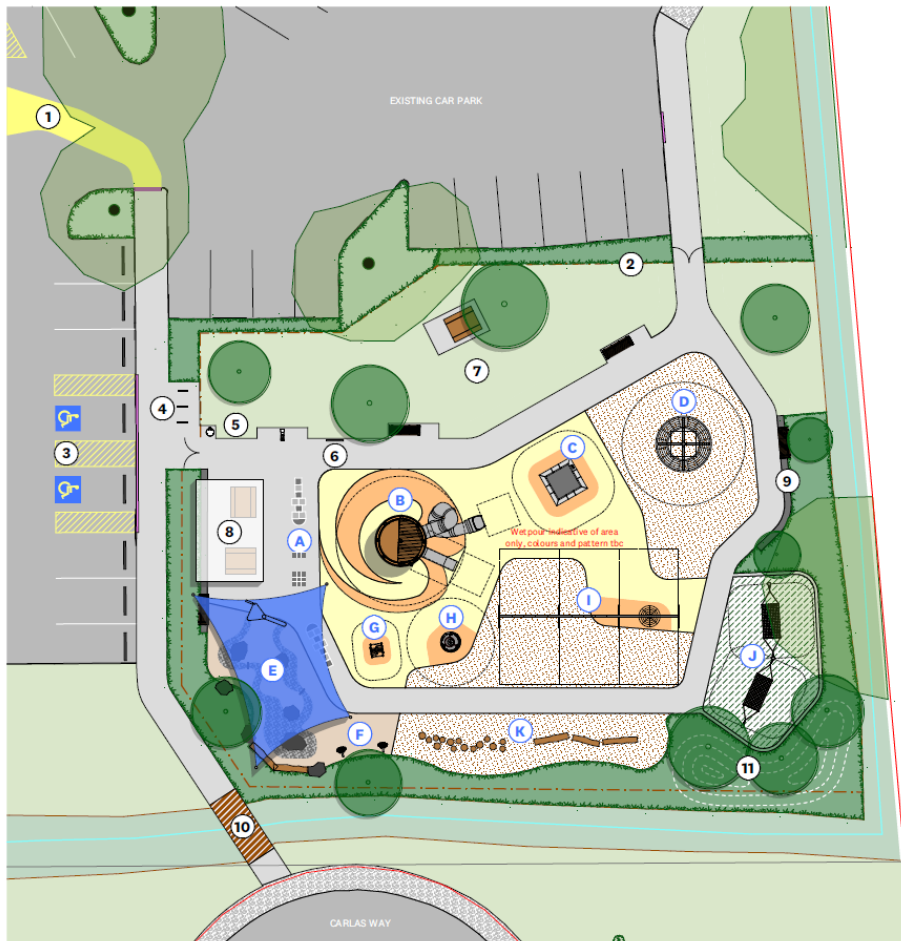 EXISTING CAR PARK
1
2
7
4
5
3
6
D
C
B
9
8
A
Wetpour indicative of area
only, colours and pattern tbc
I
H
G
E
J
K
F
11
10
CARLAS WAY